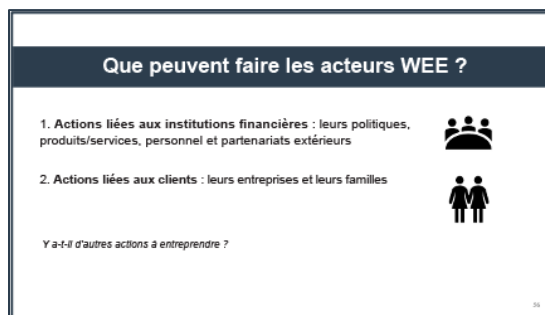 Que peuvent faire les acteurs WEE ?
1. Actions liées aux institutions financières : leurs politiques,
produits/services, personnel et partenariats extérieurs
2. Actions liées aux clients : leurs entreprises et leurs familles
Y a-t-il d'autres actions à entreprendre ?